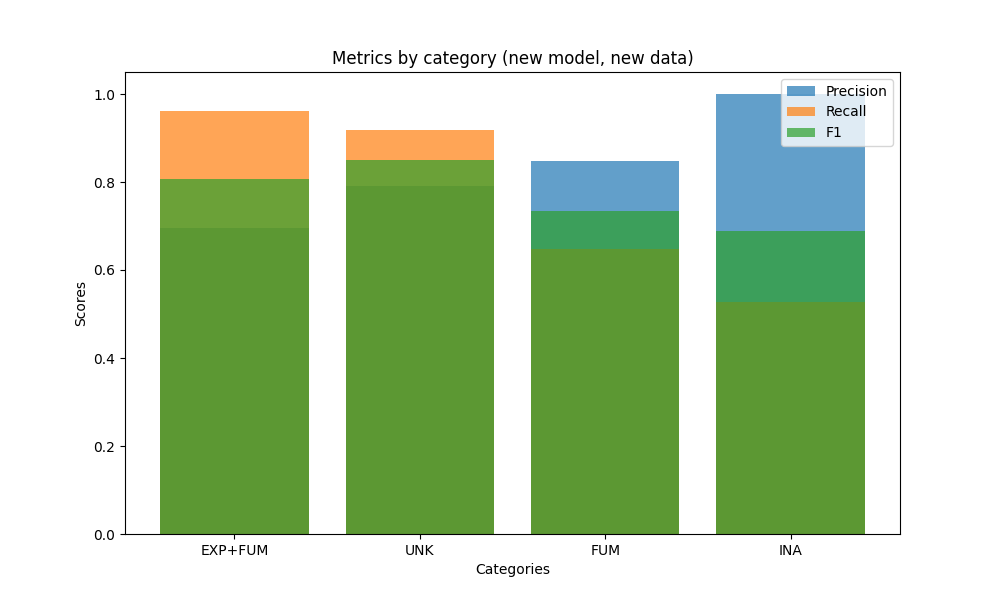 Metrics by category (new model, new data)
Precision
Recall
F1
1.0
0.8
0.6
0.4
0.2
0.0
Scores
EXP+FUM
UNK
FUM
INA
Categories